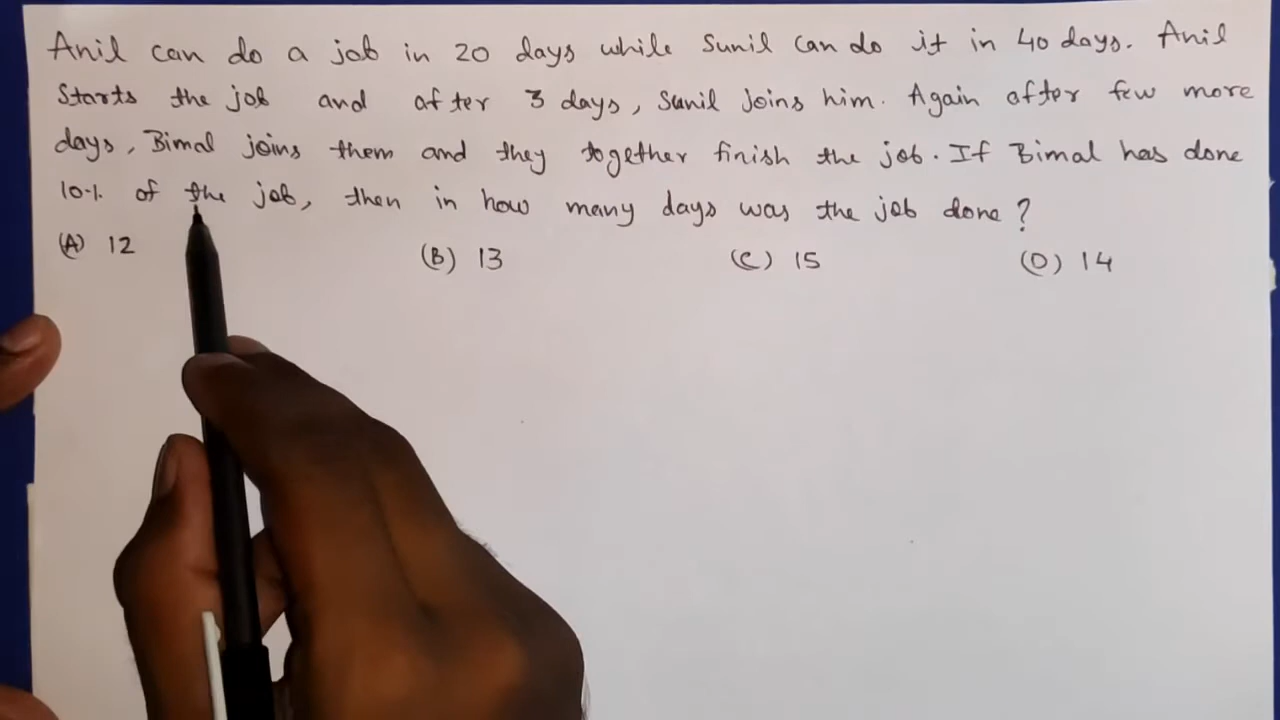 Anil can do a job in 20 days while Sunil can do it in 40 days. Anil
Starts the job and after 3 days, Sunil joins him. Again after few more
days, Bimal joins them and they together finish the job. If Bimal has done
10% of the job, then in how many days was the job done?
(A) 12 (B) 13 (C) 15 (D) 14